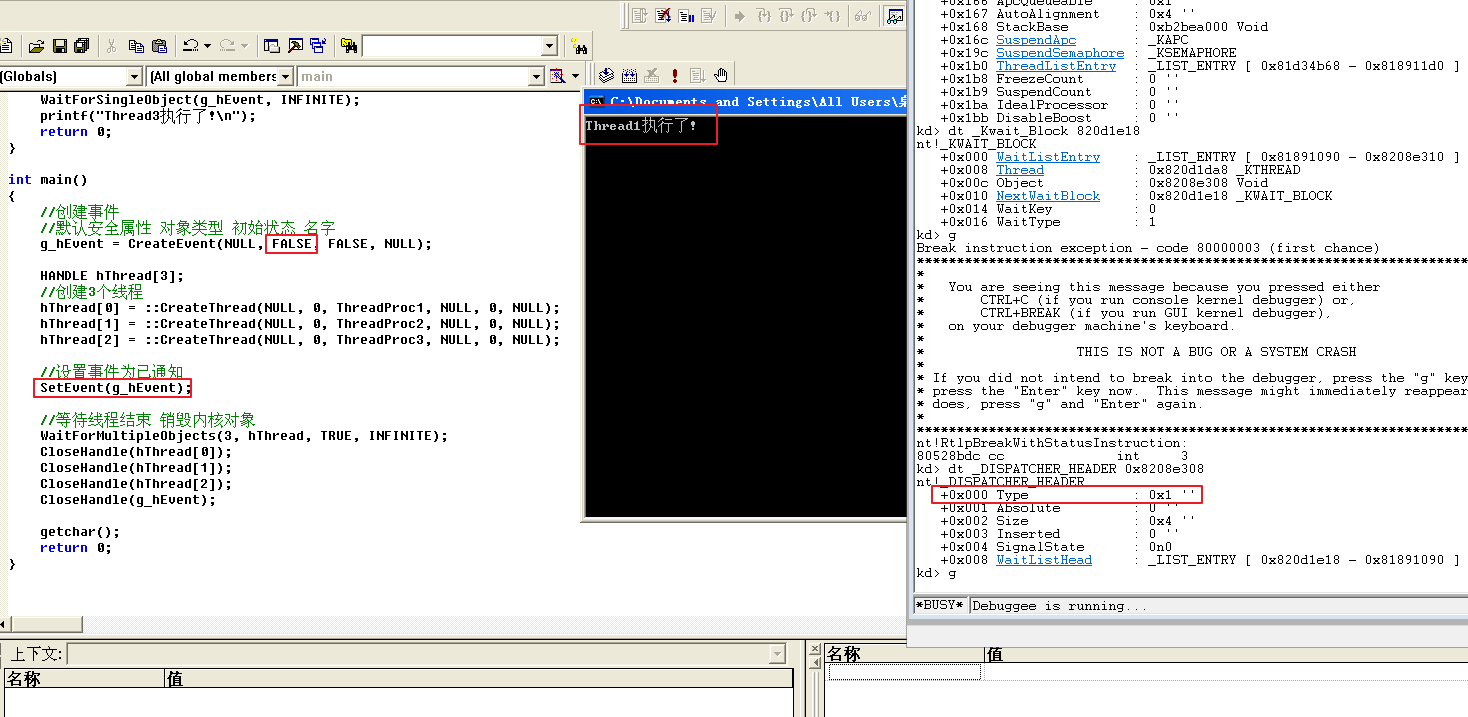 (Globals)
(All global members
main
WaitForSingleObject(g_hEvent, INFINITE);
printf("Thread3执行了!\n");
return 0;
}
int main()
{
//创建事件
//默认安全属性 对象类型 初始状态 名字
g_hEvent = CreateEvent(NULL, FALSE, FALSE, NULL);
HANDLE hThread[3];
//创建3个线程
hThread[0] = ::CreateThread(NULL, 0, ThreadProc1, NULL, 0, NULL);
hThread[1] = ::CreateThread(NULL, 0, ThreadProc2, NULL, 0, NULL);
hThread[2] = ::CreateThread(NULL, 0, ThreadProc3, NULL, 0, NULL);
//设置事件为已通知
SetEvent(g_hEvent);
//等待线程结束 销毁内核对象
WaitForMultipleObjects(3, hThread, TRUE, INFINITE);
CloseHandle(hThread[0]);
CloseHandle(hThread[1]);
CloseHandle(hThread[2]);
CloseHandle(g_hEvent);
getchar();
return 0;
}
C:\Documents and Settings\All Users\
Thread1执行了!
+0x166 ApcQueueable : 0x1
+0x167 AutoAlignment : 0x4 ''
+0x168 StackBase : 0xb2bea000 Void
+0x16c SuspendApc : _KAPC
+0x19c SuspendSemaphore : _KSEMAPHORE
+0x1b0 ThreadListEntry : _LIST_ENTRY [ 0x81d34b68 - 0x818911d0 ]
+0x1b8 FreezeCount : 0 ''
+0x1b9 SuspendCount : 0 ''
+0x1ba IdealProcessor : 0 ''
+0x1bb DisableBoost : 0 ''
kd> dt _Kwait_Block 820d1e18
nt!_KWAIT_BLOCK
+0x000 WaitListEntry : _LIST_ENTRY [ 0x81891090 - 0x8208e310 ]
+0x008 Thread : 0x820d1da8 _KTHREAD
+0x00c Object : 0x8208e308 Void
+0x010 NextWaitBlock : 0x820d1e18 _KWAIT_BLOCK
+0x014 WaitKey : 0
+0x016 WaitType : 1
kd> g
Break instruction exception - code 80000003 (first chance)
*******************************************************************************
*
* You are seeing this message because you pressed either
* CTRL+C (if you run console kernel debugger) or,
* CTRL+BREAK (if you run GUI kernel debugger),
* on your debugger machine's keyboard.
*
* THIS IS NOT A BUG OR A SYSTEM CRASH
*
* If you did not intend to break into the debugger, press the "g" key
* press the "Enter" key now. This message might immediately reappear
* does, press "g" and "Enter" again.
*
*******************************************************************************
nt!RtlpBreakWithStatusInstruction:
80528bdc cc int 3
kd> dt _DISPATCHER_HEADER 0x8208e308
nt!_DISPATCHER_HEADER
+0x000 Type : 0x1 ''
+0x001 Absolute : 0 ''
+0x002 Size : 0x4 ''
+0x003 Inserted : 0 ''
+0x004 SignalState : 0n0
+0x008 WaitListHead : _LIST_ENTRY [ 0x820d1e18 - 0x81891090 ]
kd> g
*BUSY* Debuggee is running...
上下文:
名称 值
名称 值